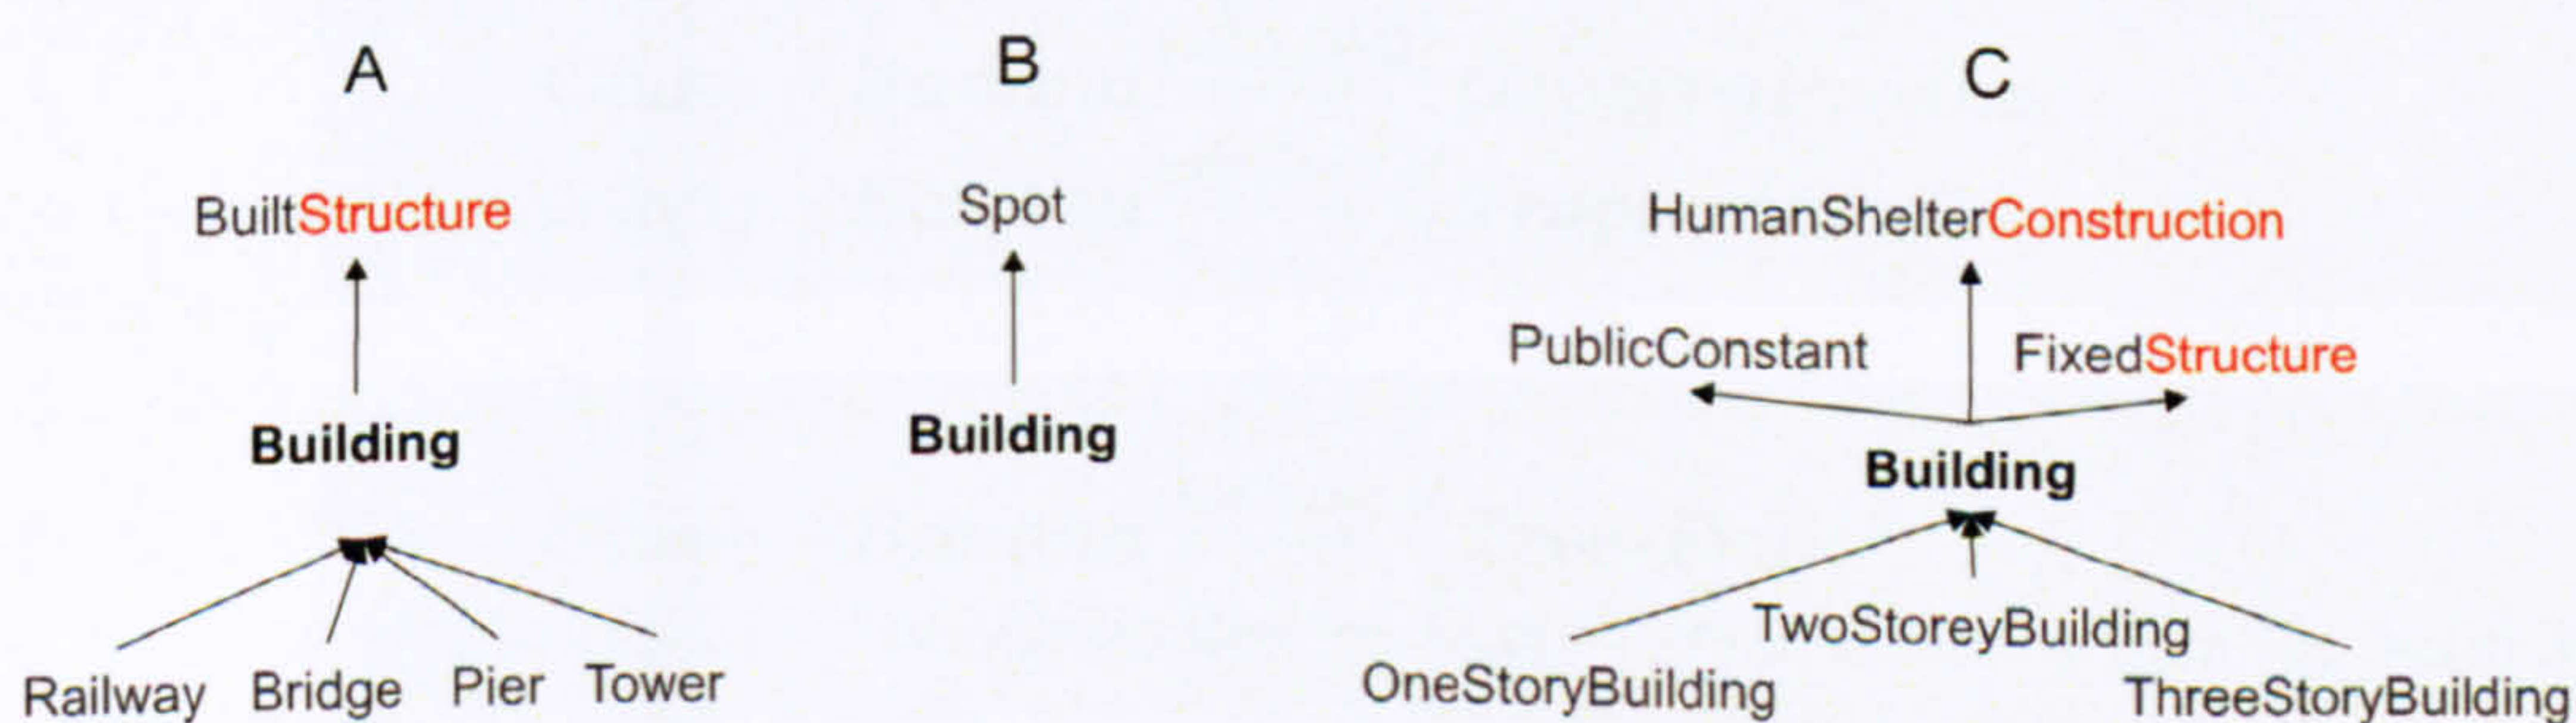 A
B
C
BuiltStructure
Spot
HumanShelterConstruction
PublicConstant
FixedStructure
Building
Building
Building
Railway
Bridge
Pier
Tower
OneStoryBuilding
TwoStoreyBuilding
ThreeStoryBuilding